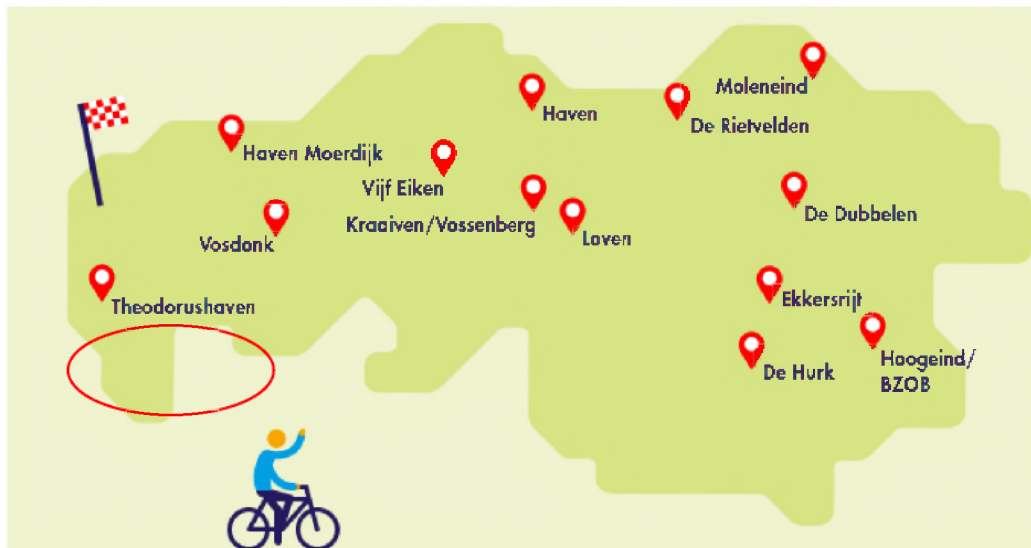 Moleneind
Haven
De Rietvelden
Haven Moerdijk
Vijf Eiken
De Dubbelen
Kraaiven/Vossenberg
Loven
Vosdonk
Theodorushaven
Ekkersrijt
De Hurk
Hoogeind/
BZOB